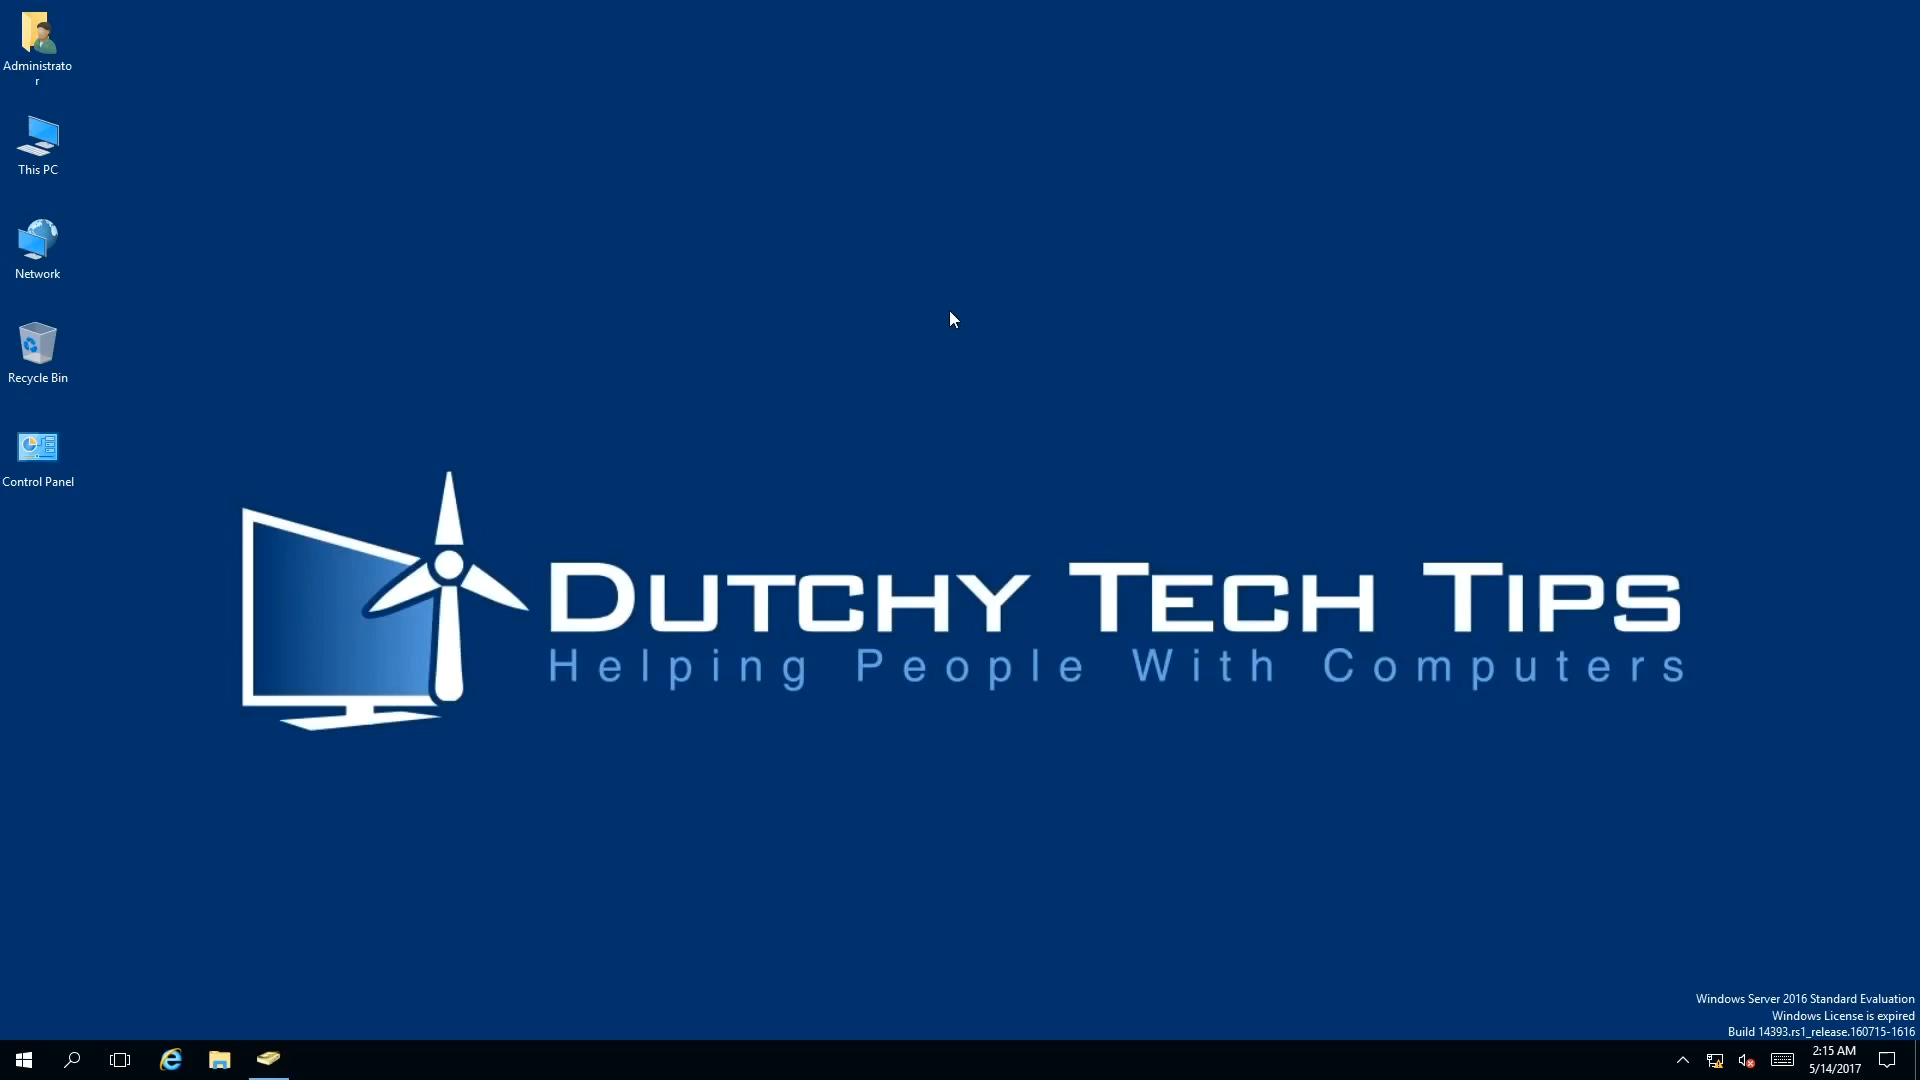 Administrato
r
This PC
Network
Recycle Bin
Control Panel
DUTCHY TECH TIPS
Helping People With Computers
Windows Server 2016 Standard Evaluation
Windows License is expired
Build 14393.rs1_release.160715-1616
2:15 AM
5/14/2017